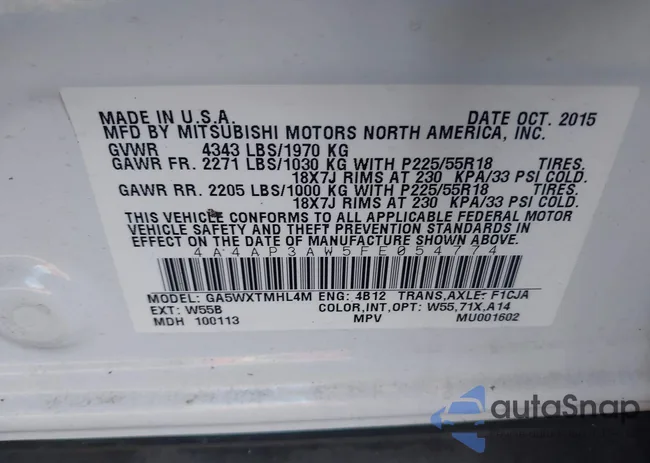 MADE IN U.S.A. DATE OCT. 2015
MFD BY MITSUBISHI MOTORS NORTH AMERICA, INC.
GVWR 4343 LBS/1970 KG
GAWR FR. 2271 LBS/1030 KG WITH P225/55R18 TIRES.
18X7J RIMS AT 230 KPA/33 PSI COLD.
GAWR RR. 2205 LBS/1000 KG WITH P225/55R18 TIRES.
18X7J RIMS AT 230 KPA/33 PSI COLD.
THIS VEHICLE CONFORMS TO ALL APPLICABLE FEDERAL MOTOR
VEHICLE SAFETY AND THEFT PREVENTION STANDARDS IN
EFFECT ON THE DATE OF MANUFACTURE SHOWN ABOVE.
4A4AP3AW5FE054774
MODEL: GA5WXTMHL4M ENG: 4B12 TRANS,AXLE: F1CJA
EXT: W55B COLOR,INT,OPT: W55,71X,A14
MDH 100113 MPV MU001602
autoSnap
POWERED BY CARTA